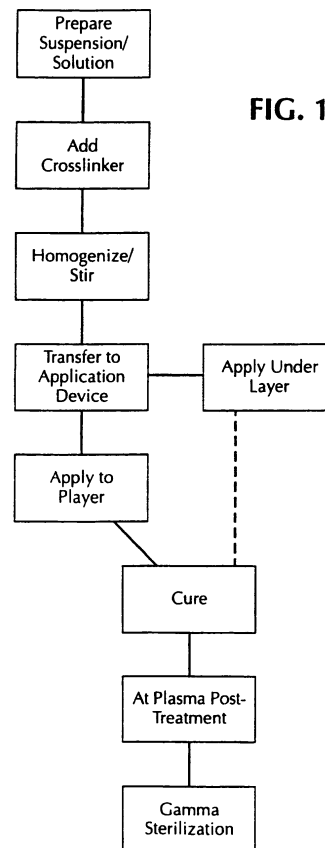 Prepare
Suspension/
Solution
FIG. 1
Add
Crosslinker
Homogenize/
Stir
Transfer to
Application
Device
Apply Under
Layer
Apply to
Player
Cure
At Plasma Post-
Treatment
Gamma
Sterilization